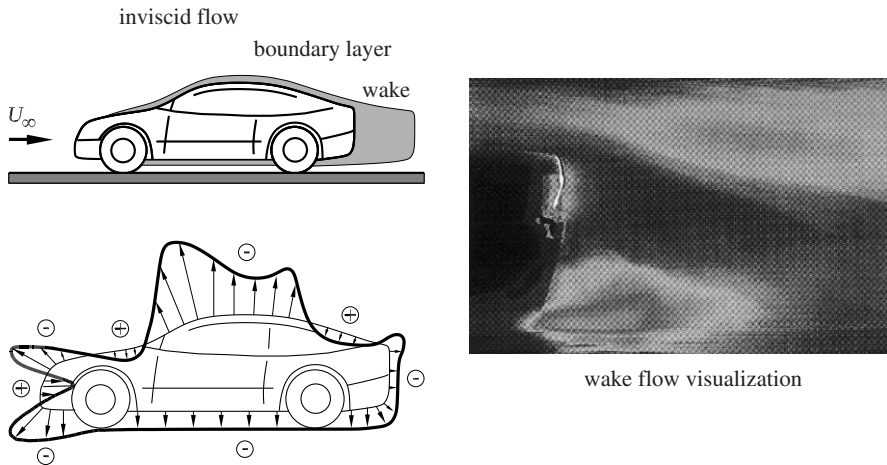 inviscid flow
boundary layer
wake
U∞
-
-
+
+
-
+
-
-
-
wake flow visualization